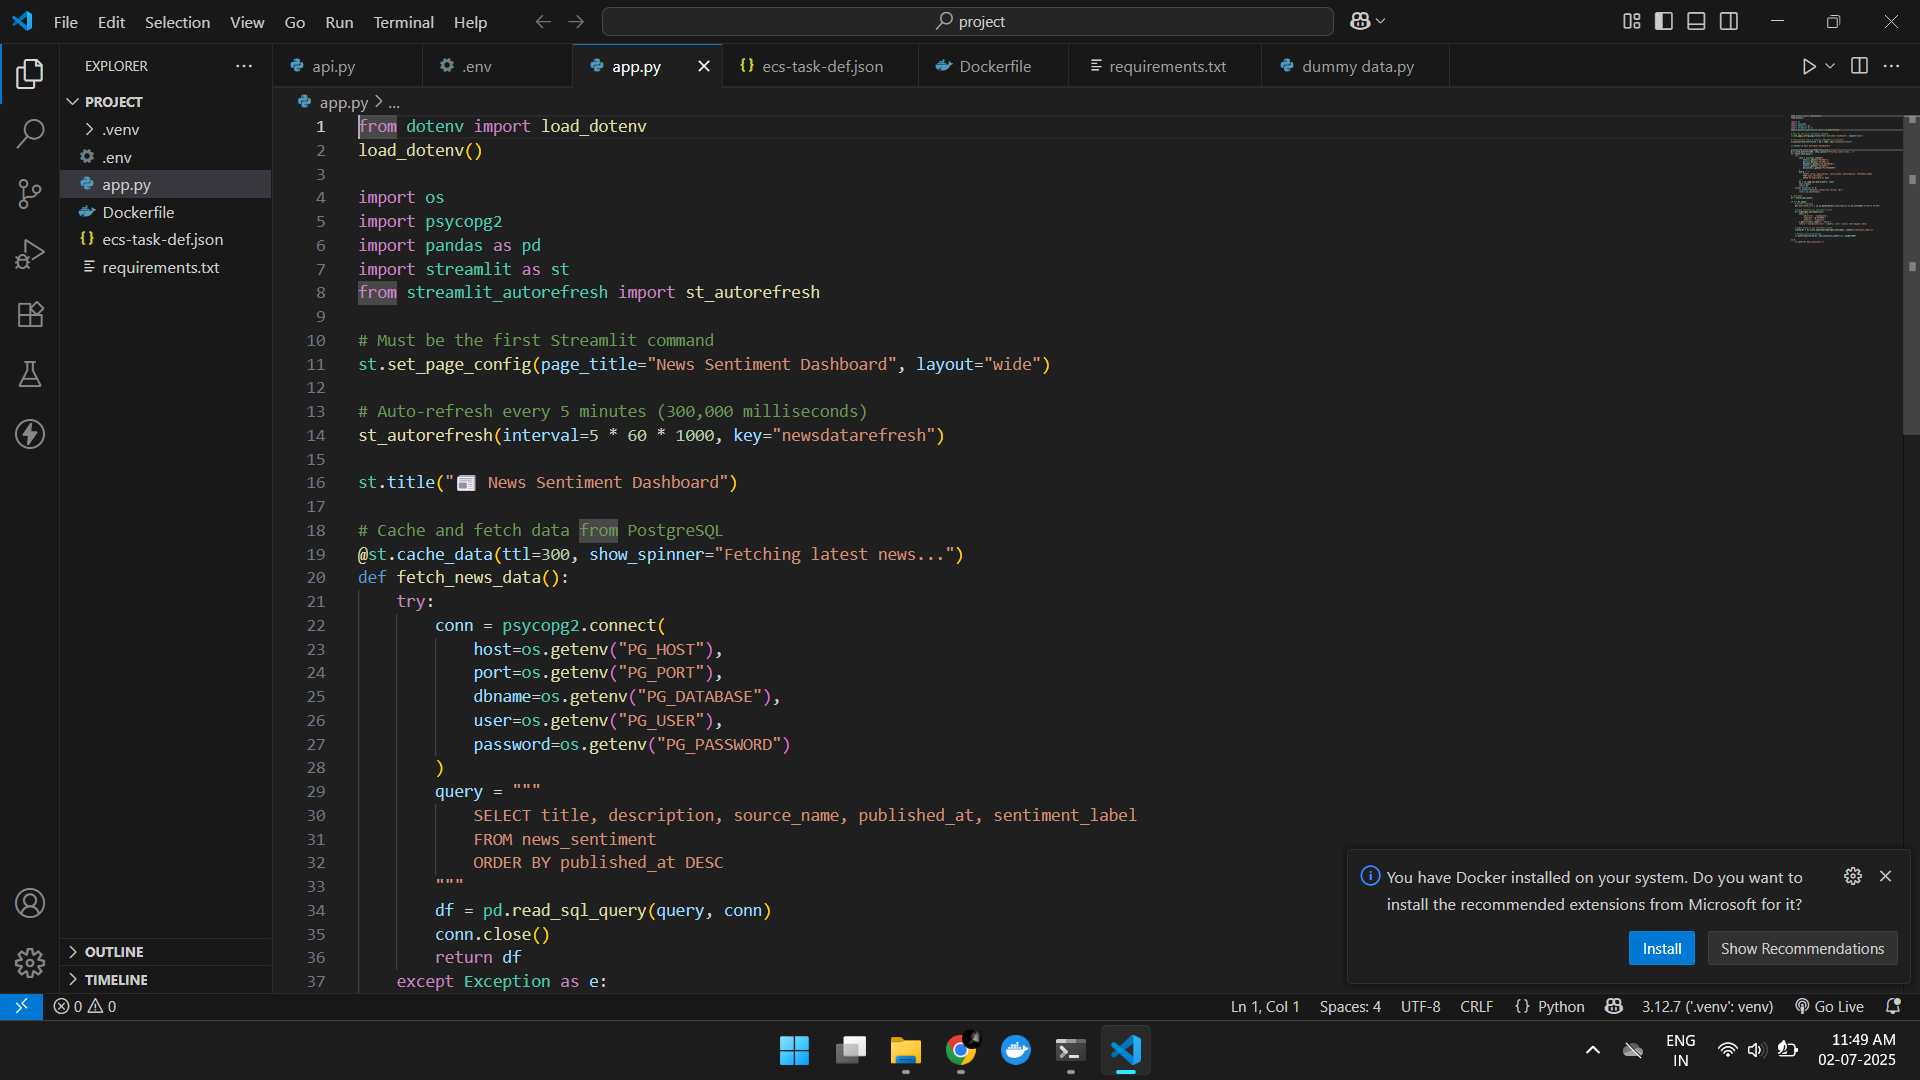 File Edit Selection View Go Run Terminal Help
project
EXPLORER
PROJECT
.venv
.env
app.py
Dockerfile
ecs-task-def.json
requirements.txt
OUTLINE
TIMELINE
api.py .env app.py ecs-task-def.json Dockerfile requirements.txt dummy data.py
app.py > ...
1 from dotenv import load_dotenv
2 load_dotenv()
3
4 import os
5 import psycopg2
6 import pandas as pd
7 import streamlit as st
8 from streamlit_autorefresh import st_autorefresh
9
10 # Must be the first Streamlit command
11 st.set_page_config(page_title="News Sentiment Dashboard", layout="wide")
12
13 # Auto-refresh every 5 minutes (300,000 milliseconds)
14 st_autorefresh(interval=5 * 60 * 1000, key="newsdatarefresh")
15
16 st.title("📰 News Sentiment Dashboard")
17
18 # Cache and fetch data from PostgreSQL
19 @st.cache_data(ttl=300, show_spinner="Fetching latest news...")
20 def fetch_news_data():
21 try:
22 conn = psycopg2.connect(
23 host=os.getenv("PG_HOST"),
24 port=os.getenv("PG_PORT"),
25 dbname=os.getenv("PG_DATABASE"),
26 user=os.getenv("PG_USER"),
27 password=os.getenv("PG_PASSWORD")
28 )
29 query = """
30 SELECT title, description, source_name, published_at, sentiment_label
31 FROM news_sentiment
32 ORDER BY published_at DESC
33 """
34 df = pd.read_sql_query(query, conn)
35 conn.close()
36 return df
37 except Exception as e:
You have Docker installed on your system. Do you want to
install the recommended extensions from Microsoft for it?
Install Show Recommendations
0 0
Ln 1, Col 1 Spaces: 4 UTF-8 CRLF {} Python 3.12.7 ('.venv': venv) Go Live
ENG
IN
11:49 AM
02-07-2025